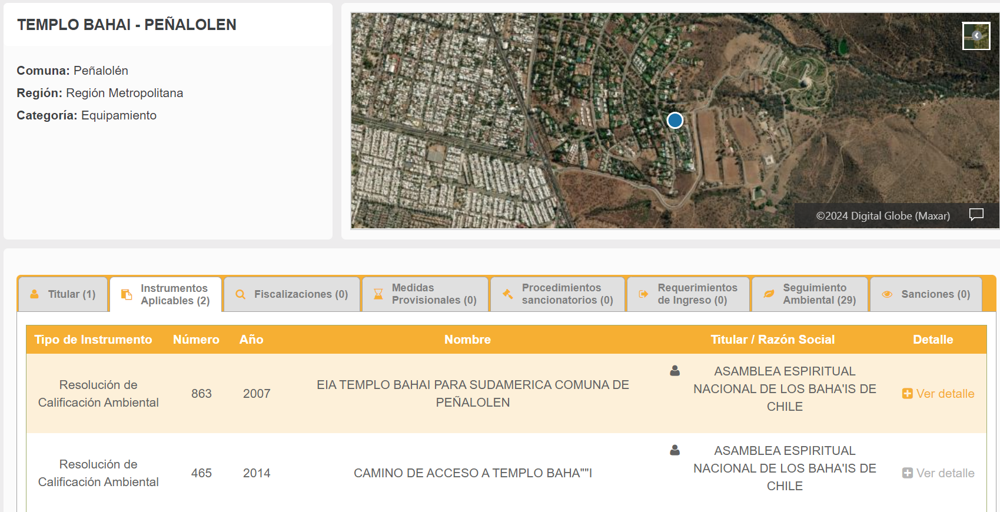 TEMPLO BAHAI - PEÑALOLEN
Comuna: Peñalolén
Región: Región Metropolitana
Categoría: Equipamiento
©2024 Digital Globe (Maxar)
Titular (1)
Instrumentos
Aplicables (2)
Fiscalizaciones (0)
Medidas
Provisionales (0)
Procedimientos
sancionatorios (0)
Requerimientos
de Ingreso (0)
Seguimiento
Ambiental (29)
Sanciones (0)
Tipo de Instrumento Número Año Nombre Titular / Razón Social Detalle
Resolución de
Calificación Ambiental
863
2007
EIA TEMPLO BAHAI PARA SUDAMERICA COMUNA DE
PEÑALOLEN
ASAMBLEA ESPIRITUAL
NACIONAL DE LOS BAHA'IS DE
CHILE
Ver detalle
Resolución de
Calificación Ambiental
465
2014
CAMINO DE ACCESO A TEMPLO BAHA""I
ASAMBLEA ESPIRITUAL
NACIONAL DE LOS BAHA'IS DE
CHILE
Ver detalle